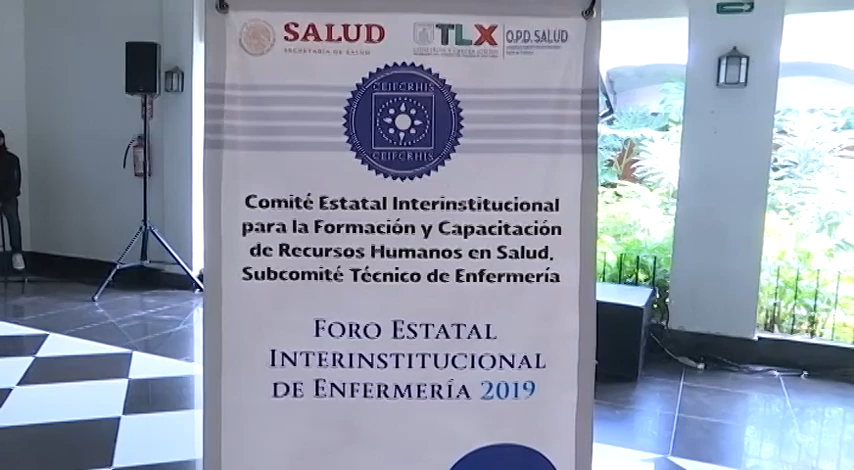 SALUD
SECRETARÍA DE SALUD
TLX
O.P.D. SALUD
CEIFCRHIS
CEIFCRHIS
Comité Estatal Interinstitucional
para la Formación y Capacitación
de Recursos Humanos en Salud,
Subcomité Técnico de Enfermería
FORO ESTATAL
INTERINSTITUCIONAL
DE ENFERMERÍA 2019